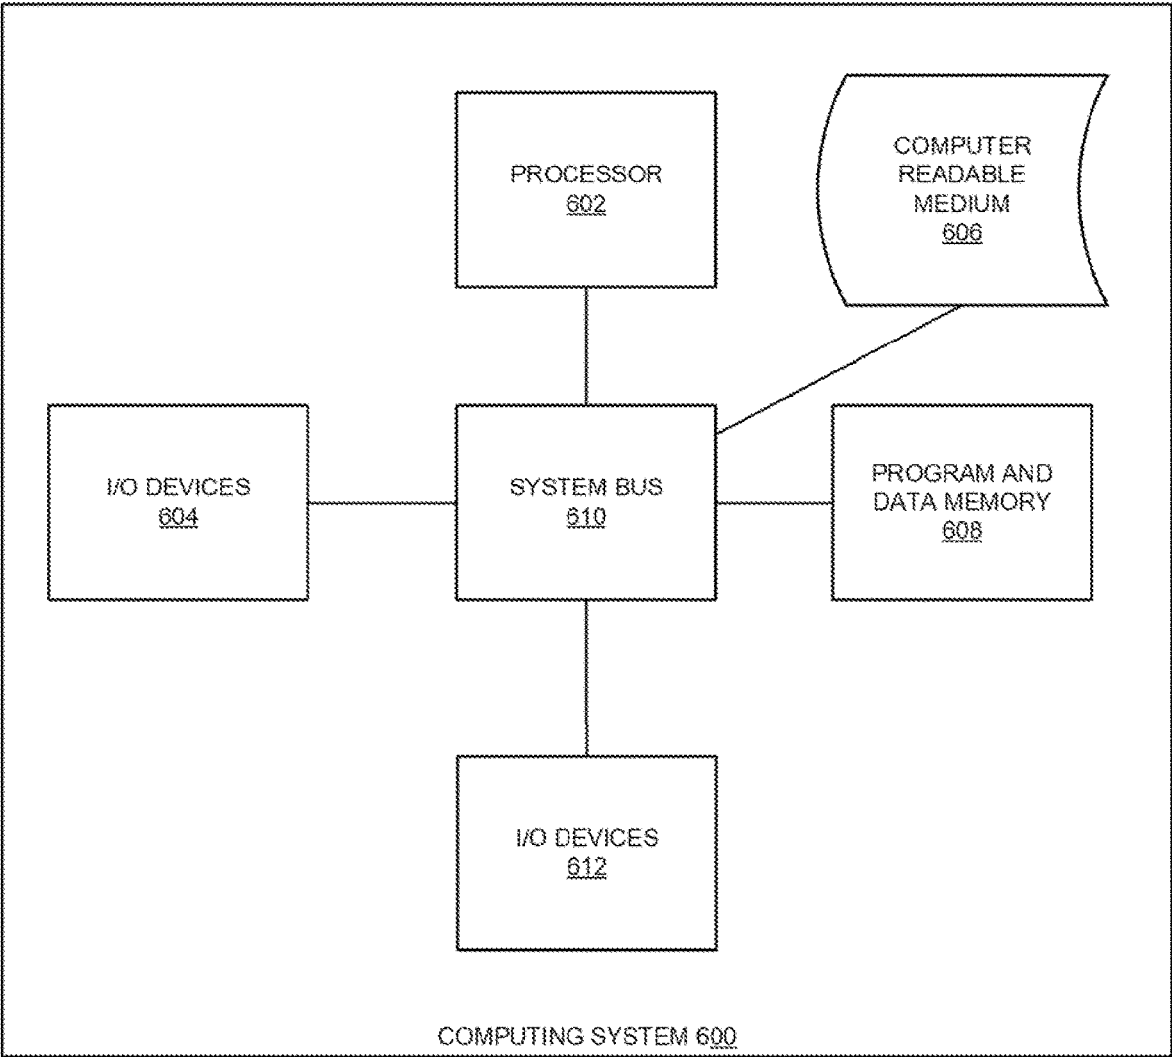 PROCESSOR
602
COMPUTER
READABLE
MEDIUM
606
I/O DEVICES
604
SYSTEM BUS
610
PROGRAM AND
DATA MEMORY
608
I/O DEVICES
612
COMPUTING SYSTEM 600